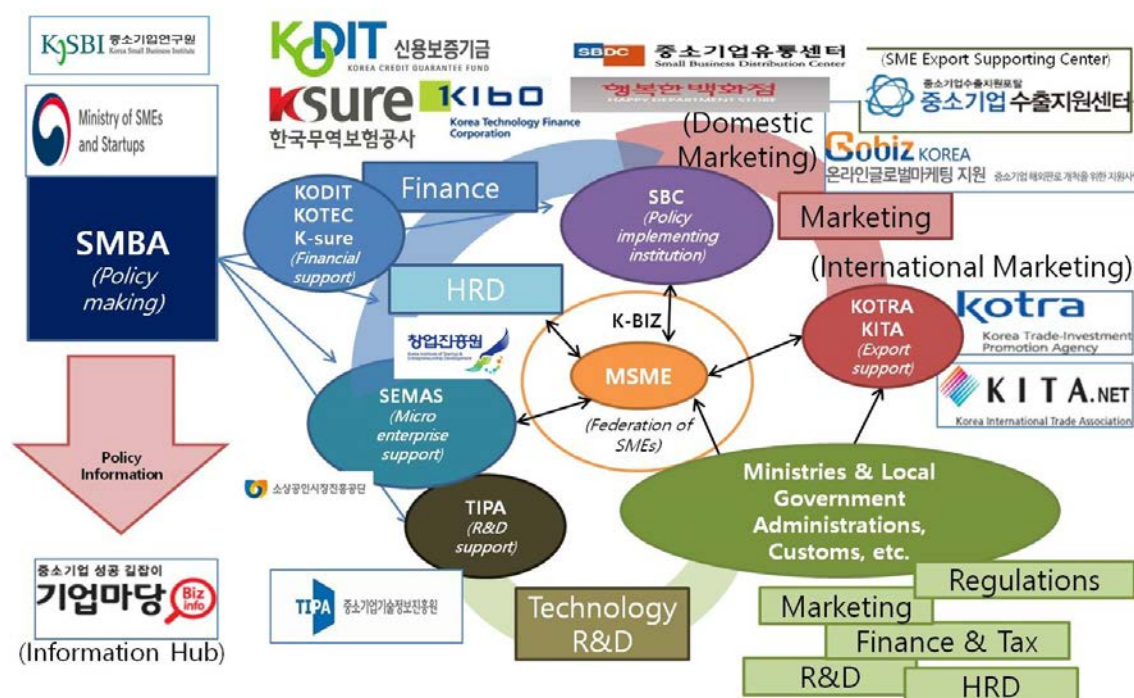 KOSBI 중소기업연구원
Korea Small Business Institute
Ministry of SMEs
and Startups
SMBA
(Policy
making)
Policy
Information
중소기업 성공 길잡이
기업마당 Biz
info
(Information Hub)
KODIT 신용보증기금
KOREA CREDIT GUARANTEE FUND
Ksure
한국무역보험공사
KIBO
Korea Technology Finance
Corporation
SBDC 중소기업유통센터
Small Business Distribution Center
행복한백화점
HAPPY DEPARTMENT STORE
(SME Export Supporting Center)
중소기업수출지원포탈
중소기업 수출지원센터
(Domestic
Marketing)
Gobiz KOREA
온라인글로벌마케팅 지원
Finance
KODIT
KOTEC
K-sure
(Financial
support)
SBC
(Policy
implementing
institution)
Marketing
(International Marketing)
HRD
창업진흥원
K-BIZ
MSME
(Federation of
SMEs)
KOTRA
KITA
(Export
support)
kotra
Korea Trade-Investment
Promotion Agency
KITA.NET
Korea International Trade Association
SEMAS
(Micro
enterprise
support)
소상공인시장진흥공단
TIPA
(R&D
support)
TIPA 중소기업기술정보진흥원
Technology
R&D
Ministries & Local
Government
Administrations,
Customs, etc.
Regulations
Marketing
Finance & Tax
R&D
HRD